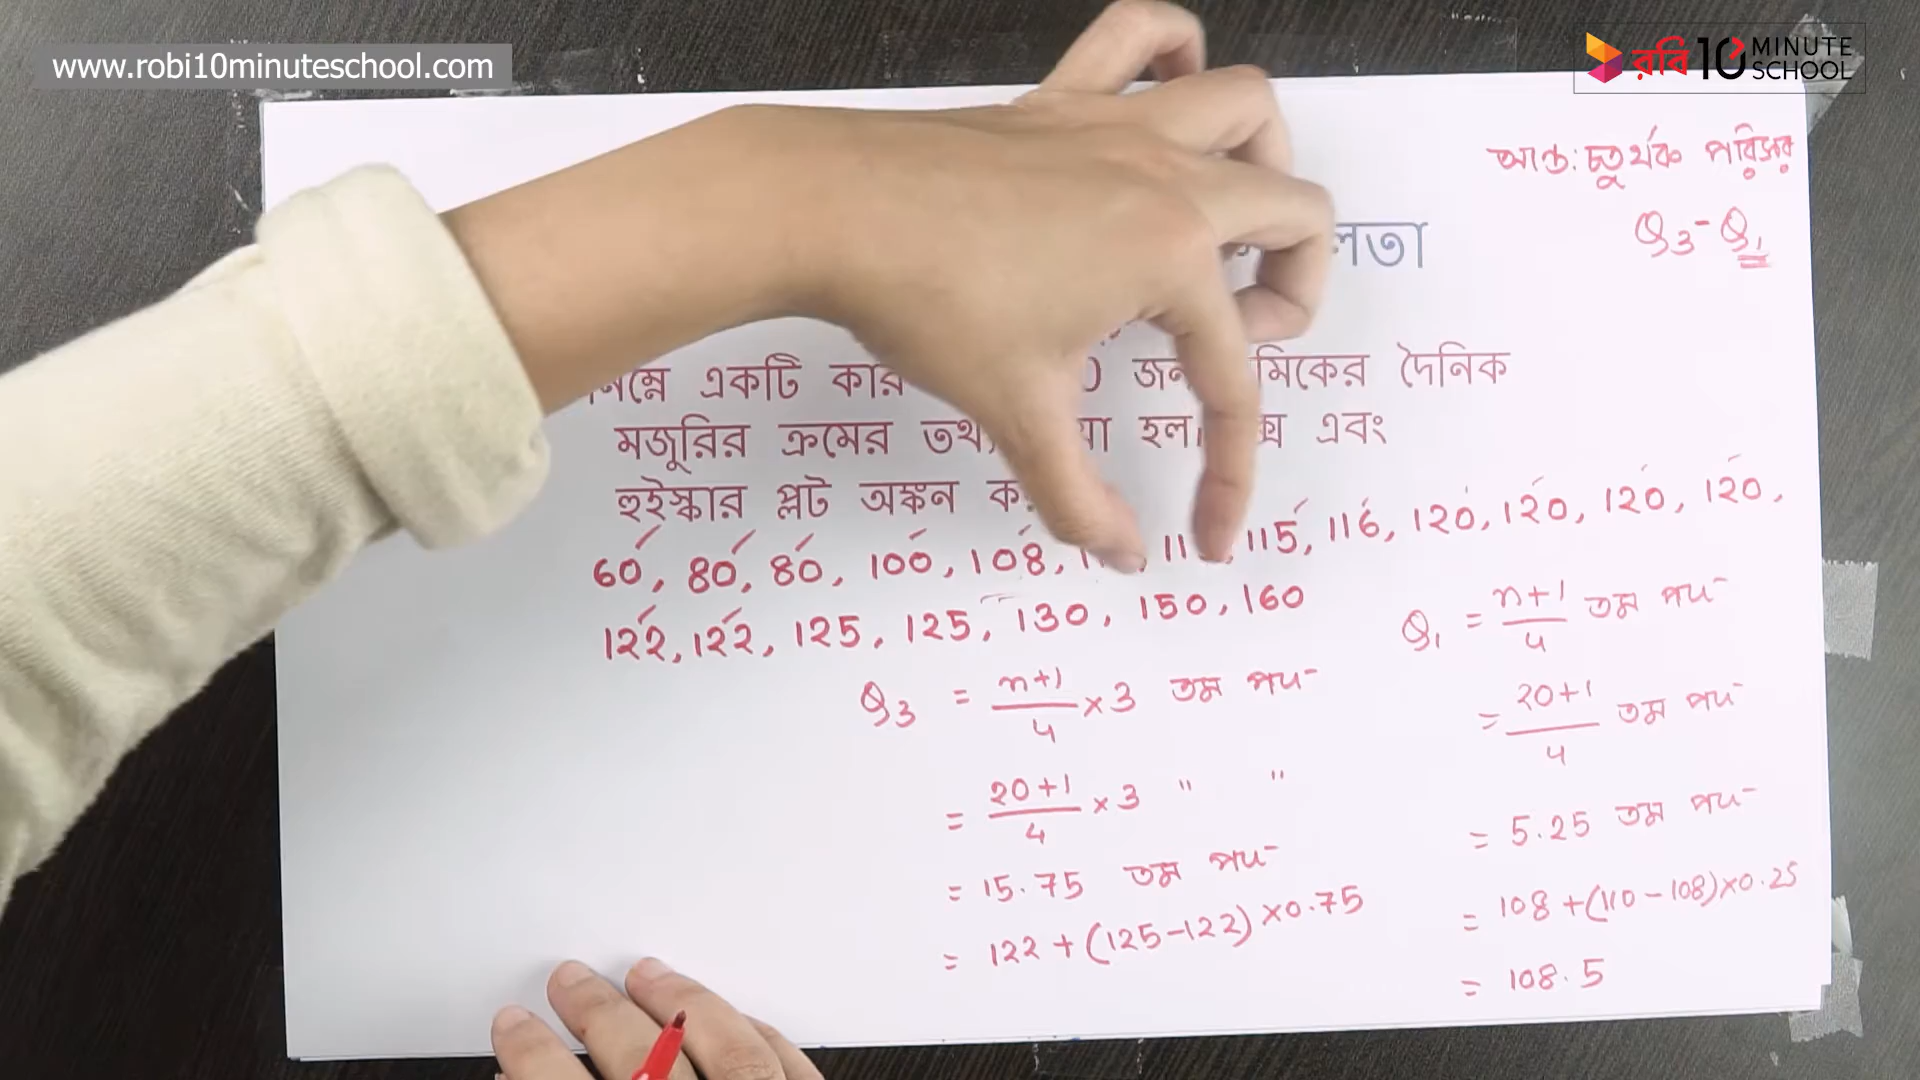 www.robi10minuteschool.com
রবি 10 MINUTE SCHOOL
আন্ত:চতুর্থক পরিসর
Q₃-Q₁
লতা
নিম্নে একটি কার 0 জন মিকের দৈনিক
মজুরির ক্রমের তথ্য হল। এবং
হুইস্কার প্লট অঙ্কন
60, 80, 80, 100, 108, 115, 116, 120, 120, 120, 120,
122, 122, 125, 125, 130, 150, 160
Q₃ = n+1/4 × 3 তম পদ
= 20+1/4 × 3 " "
= 15.75 তম পদ
= 122 + (125-122) × 0.75
Q₁ = n+1/4 তম পদ
= 20+1/4 তম পদ
= 5.25 তম পদ
= 108 + (110-108) × 0.25
= 108.5